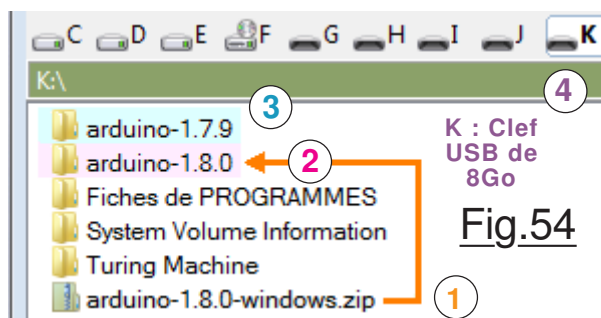 C D E F G H I J K
K:\
4
3
arduino-1.7.9
K : Clef
arduino-1.8.0
2
USB de
8Go
Fiches de PROGRAMMES
System Volume Information
Fig.54
Turing Machine
arduino-1.8.0-windows.zip
1